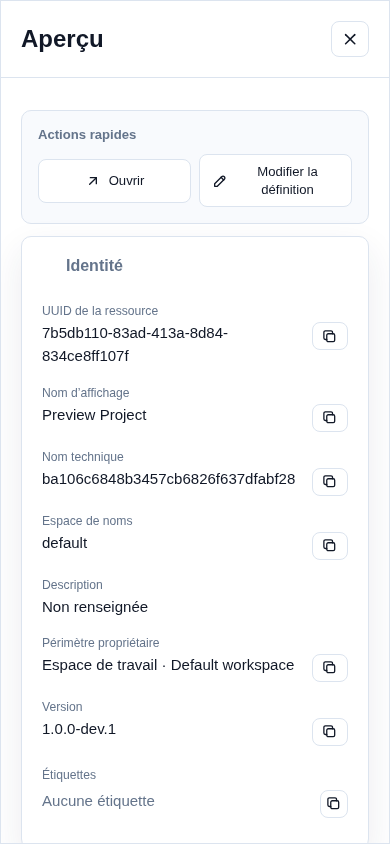 Aperçu
Actions rapides
Ouvrir
Modifier la
définition
Identité
UUID de la ressource
7b5db110-83ad-413a-8d84-
834ce8ff107f
Nom d’affichage
Preview Project
Nom technique
ba106c6848b3457cb6826f637dfabf28
Espace de noms
default
Description
Non renseignée
Périmètre propriétaire
Espace de travail · Default workspace
Version
1.0.0-dev.1
Étiquettes
Aucune étiquette